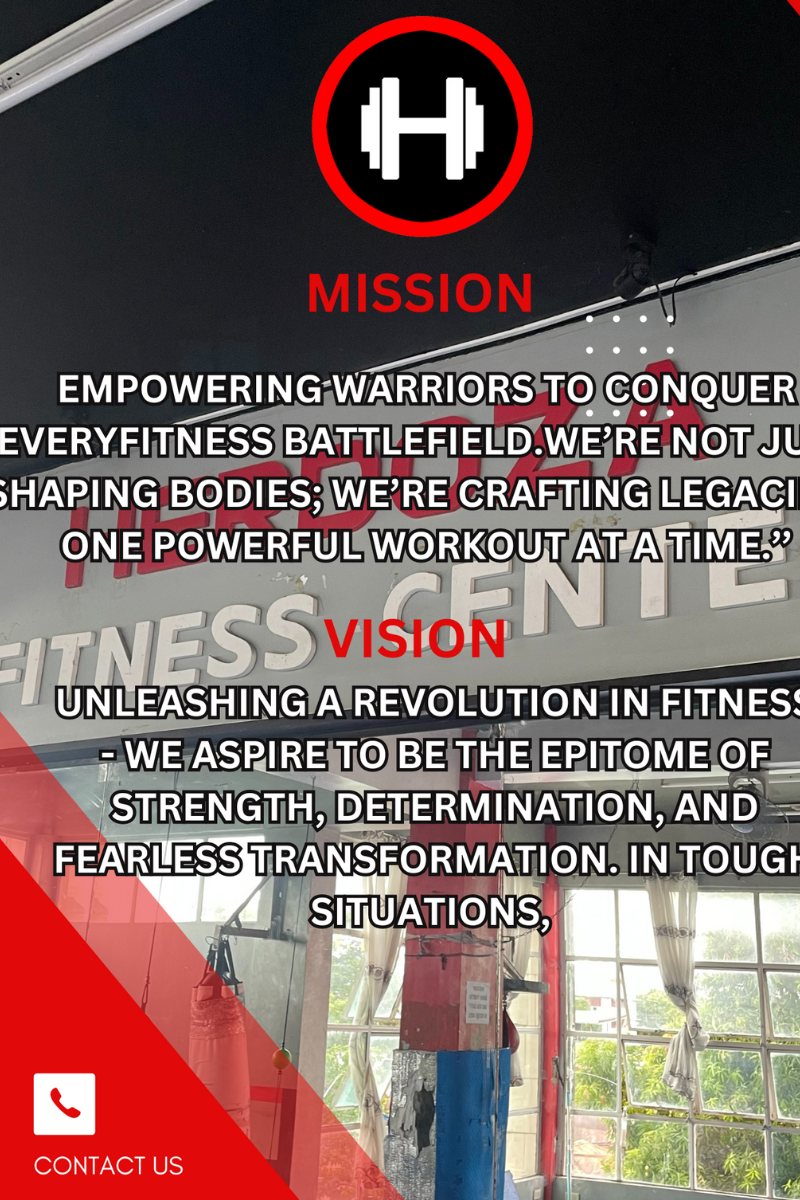 H
MISSION
EMPOWERING WARRIORS TO CONQUER
EVERYFITNESS BATTLEFIELD.WE'RE NOT JU
SHAPING BODIES; WE'RE CRAFTING LEGACI
ONE POWERFUL WORKOUT AT A TIME.”
HERDOZA
FITNESS CENTE
VISION
UNLEASHING A REVOLUTION IN FITNESS
- WE ASPIRE TO BE THE EPITOME OF
STRENGTH, DETERMINATION, AND
FEARLESS TRANSFORMATION. IN TOUGH
SITUATIONS,
CONTACT US